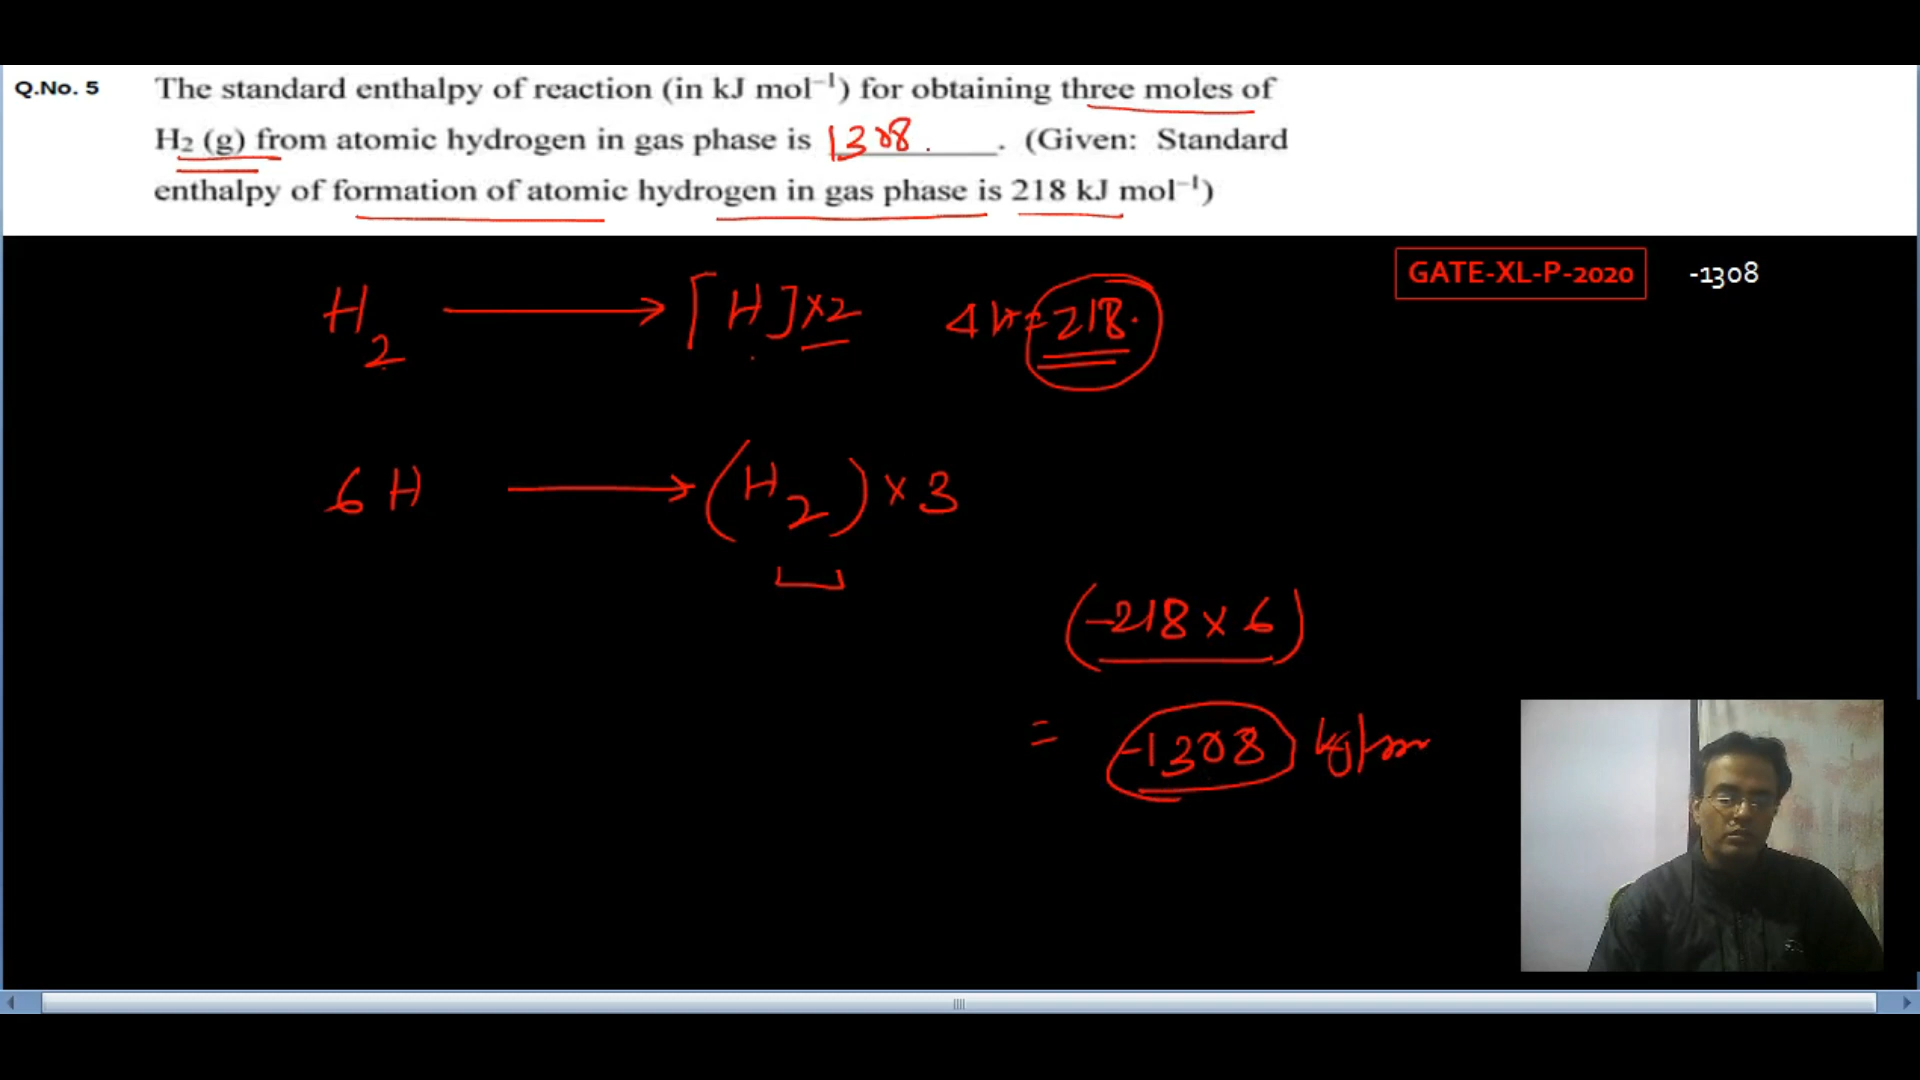 Q.No. 5 The standard enthalpy of reaction (in kJ mol⁻¹) for obtaining three moles of
H₂ (g) from atomic hydrogen in gas phase is 1308. (Given: Standard
enthalpy of formation of atomic hydrogen in gas phase is 218 kJ mol⁻¹)
GATE-XL-P-2020 -1308
H₂ → [H]×2 ΔH=218.
6H → (H₂)×3
(-218×6)
= -1308